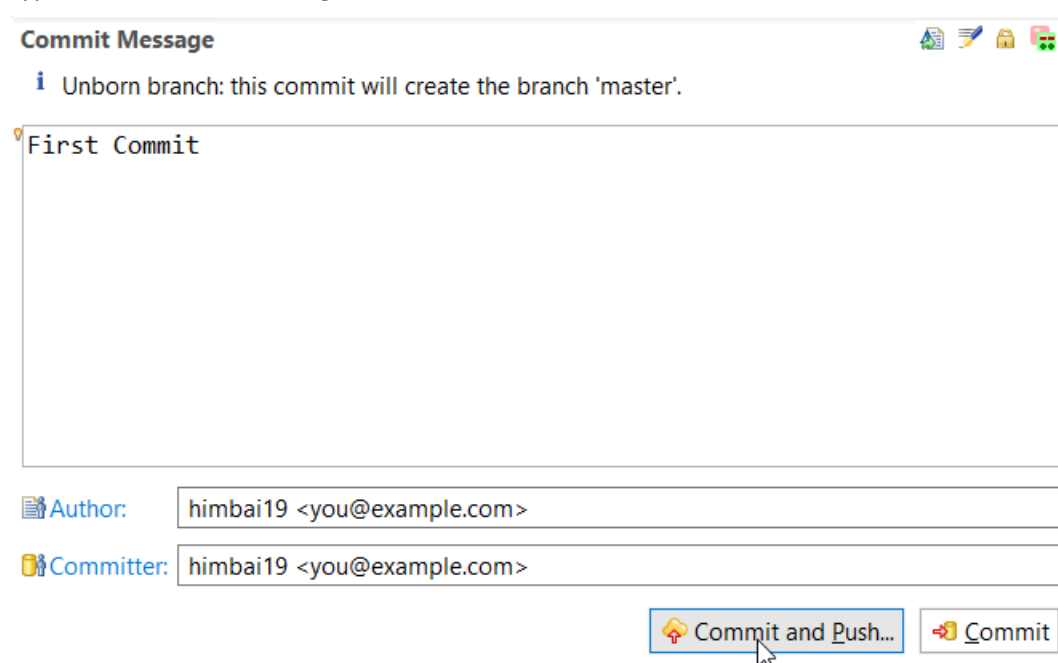 Commit Message
Unborn branch: this commit will create the branch 'master'.
First Commit
Author: himbai19 <you@example.com>
Committer: himbai19 <you@example.com>
Commit and Push... Commit